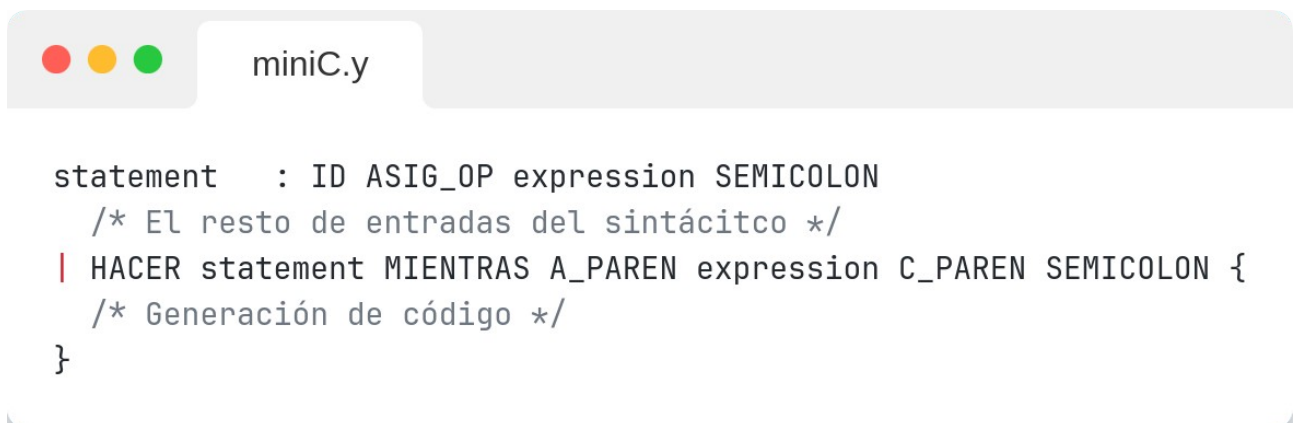 miniC.y
statement   : ID ASIG_OP expression SEMICOLON
  /* El resto de entradas del sintácitco */
| HACER statement MIENTRAS A_PAREN expression C_PAREN SEMICOLON {
  /* Generación de código */
}